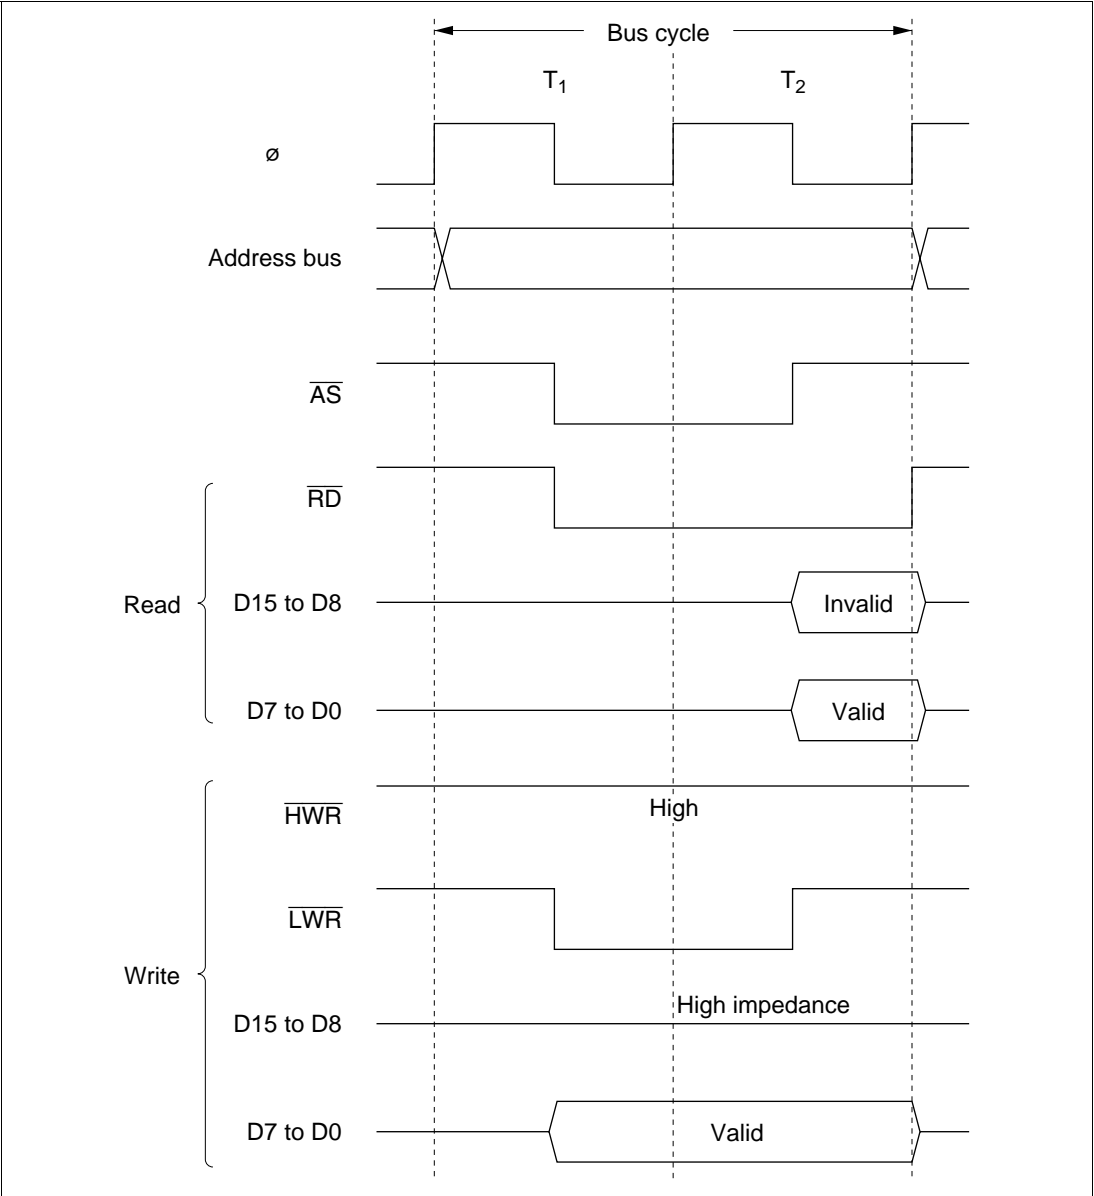 Bus cycle
T1 T2
ø
Address bus
AS
RD
Read
D15 to D8
Invalid
D7 to D0
Valid
HWR
High
LWR
Write
High impedance
D15 to D8
D7 to D0
Valid